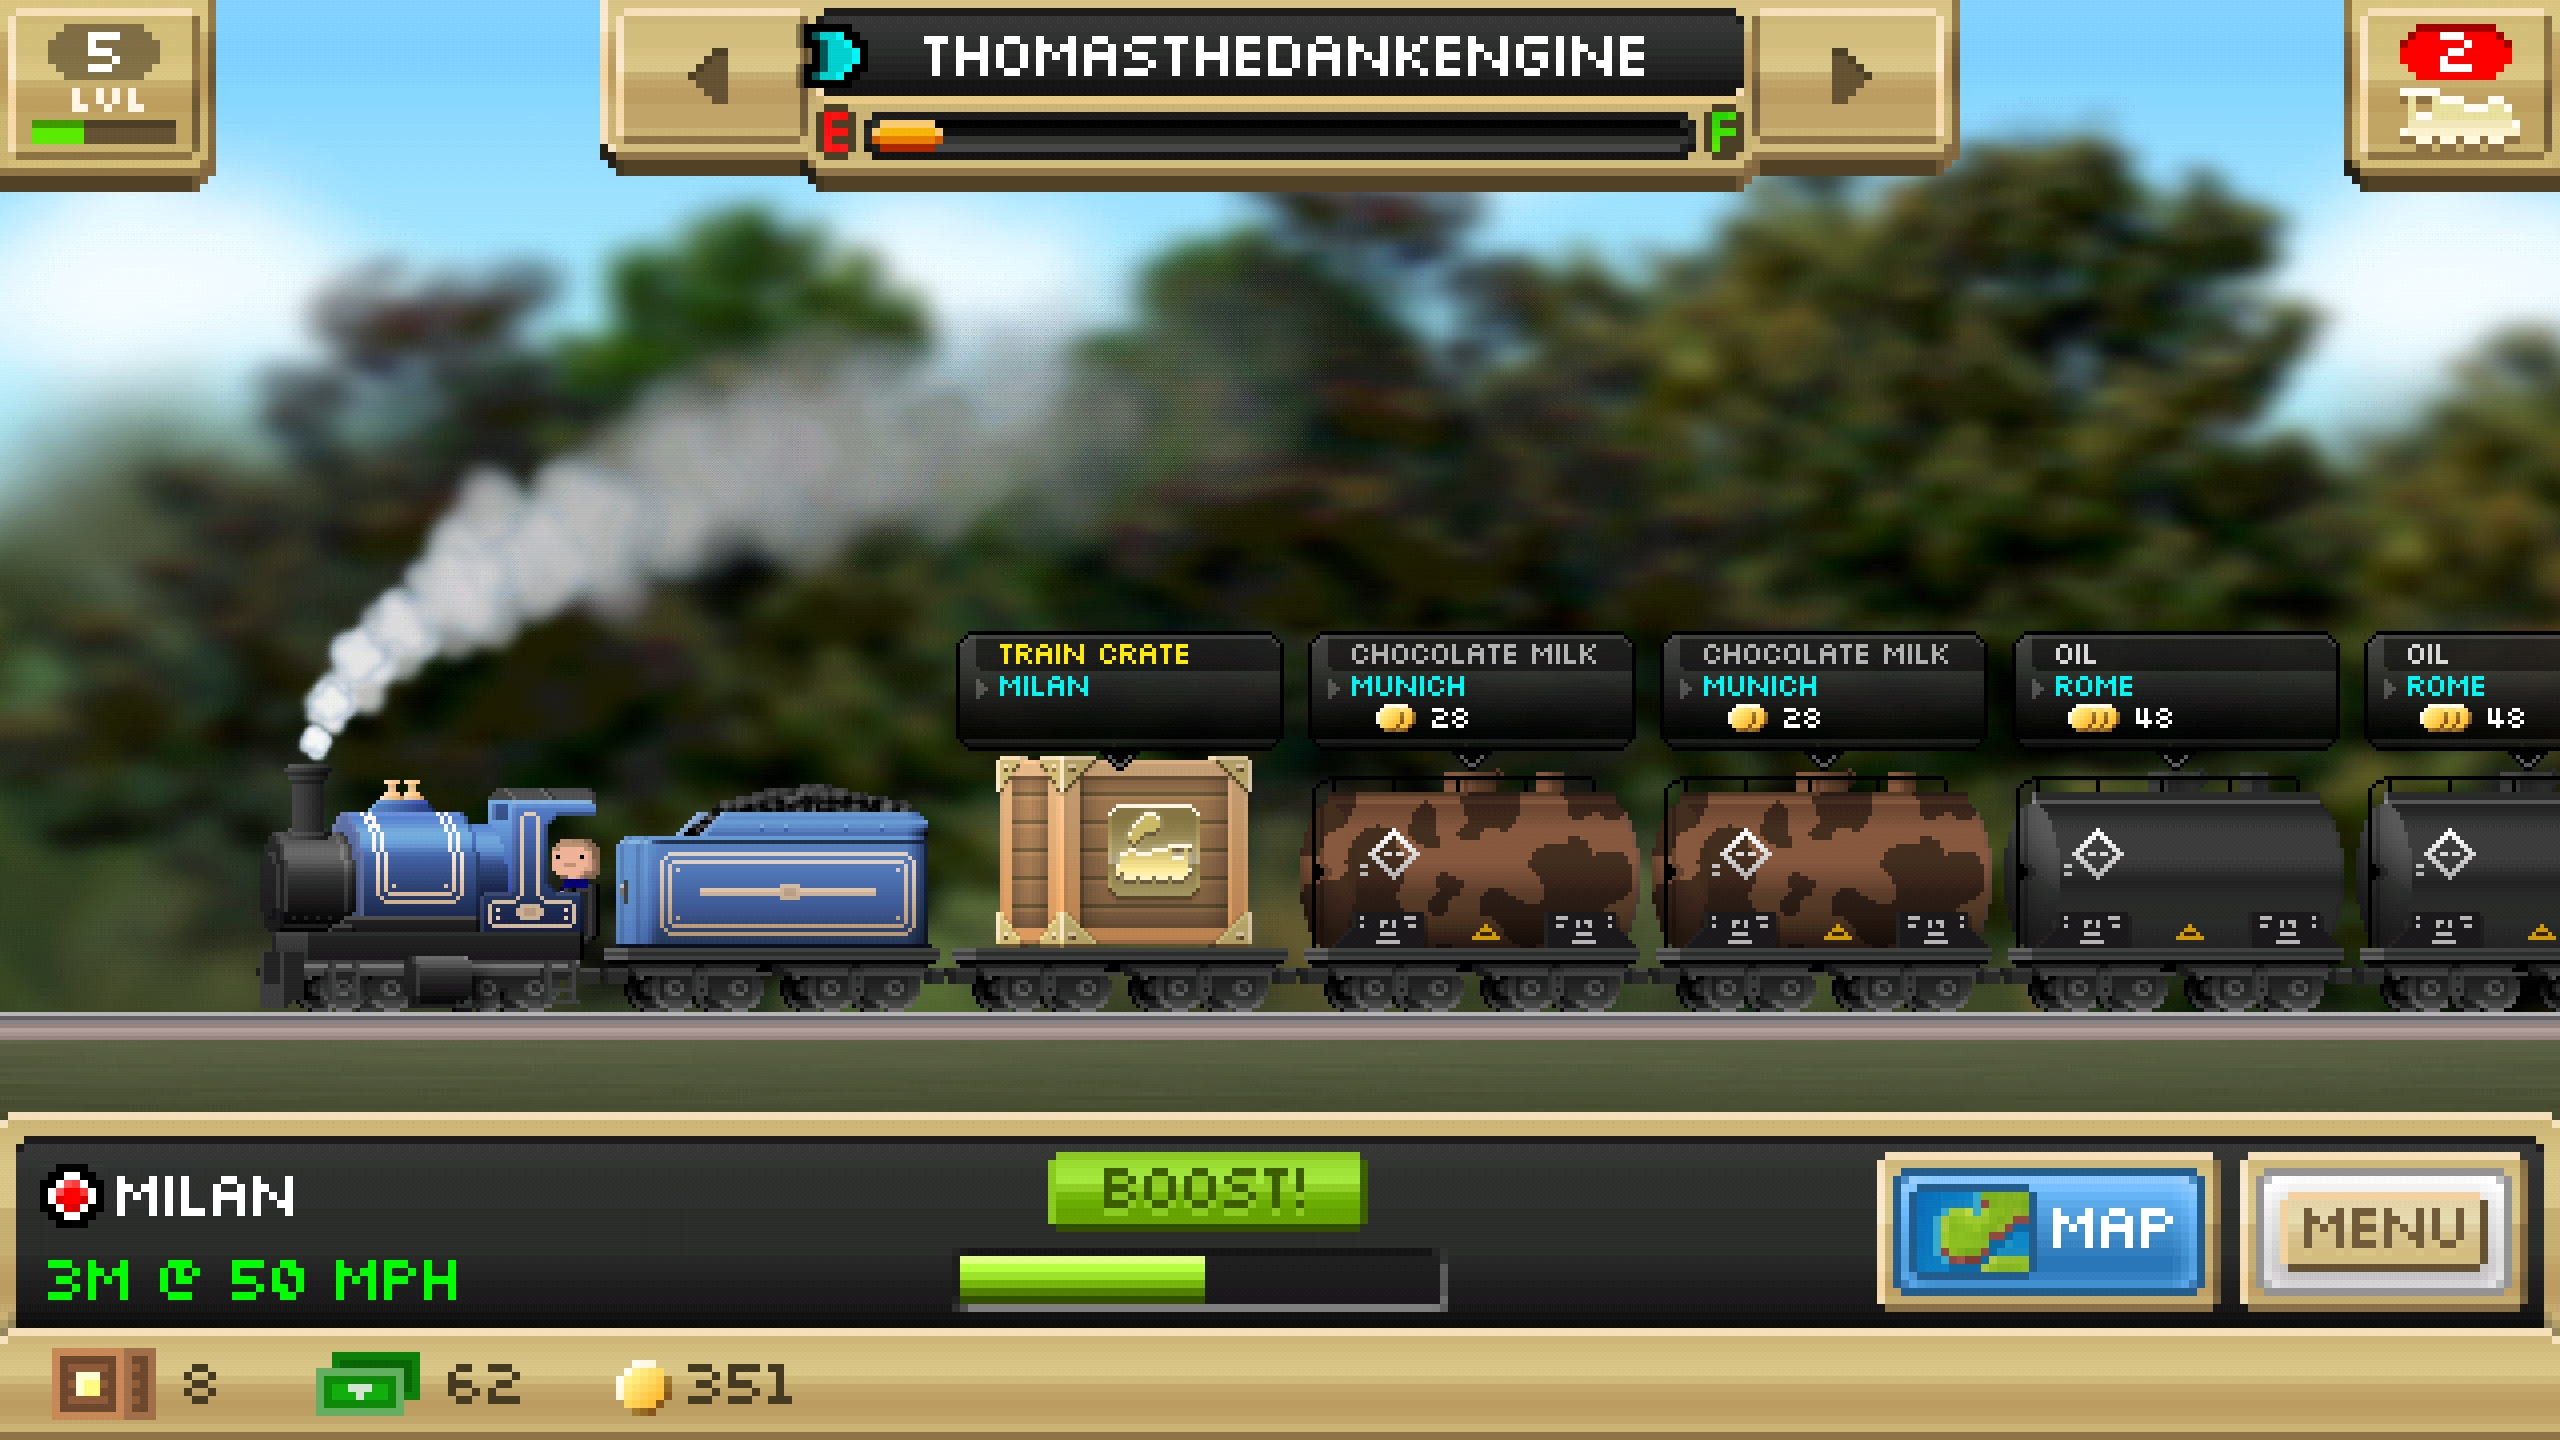 5
LVL
THOMASTHEDANKENGINE
E F
2
TRAIN CRATE
MILAN
CHOCOLATE MILK
MUNICH
28
CHOCOLATE MILK
MUNICH
28
OIL
ROME
48
OIL
ROME
48
MILAN
3M @ 50 MPH
BOOST!
MAP
MENU
8
62
351